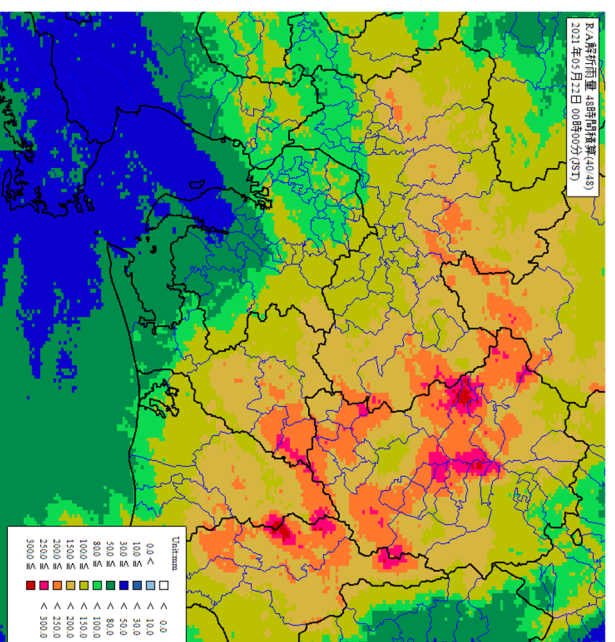 R/A解析雨量 48時間積算(40/48)
2021年05月22日 00時00分(JST)
Unit:mm
< 0.0
0.0 < < 10.0
10.0 ≦ < 30.0
30.0 ≦ < 50.0
50.0 ≦ < 80.0
80.0 ≦ < 100.0
100.0 ≦ < 150.0
150.0 ≦ < 200.0
200.0 ≦ < 250.0
250.0 ≦ < 300.0
300.0 ≦